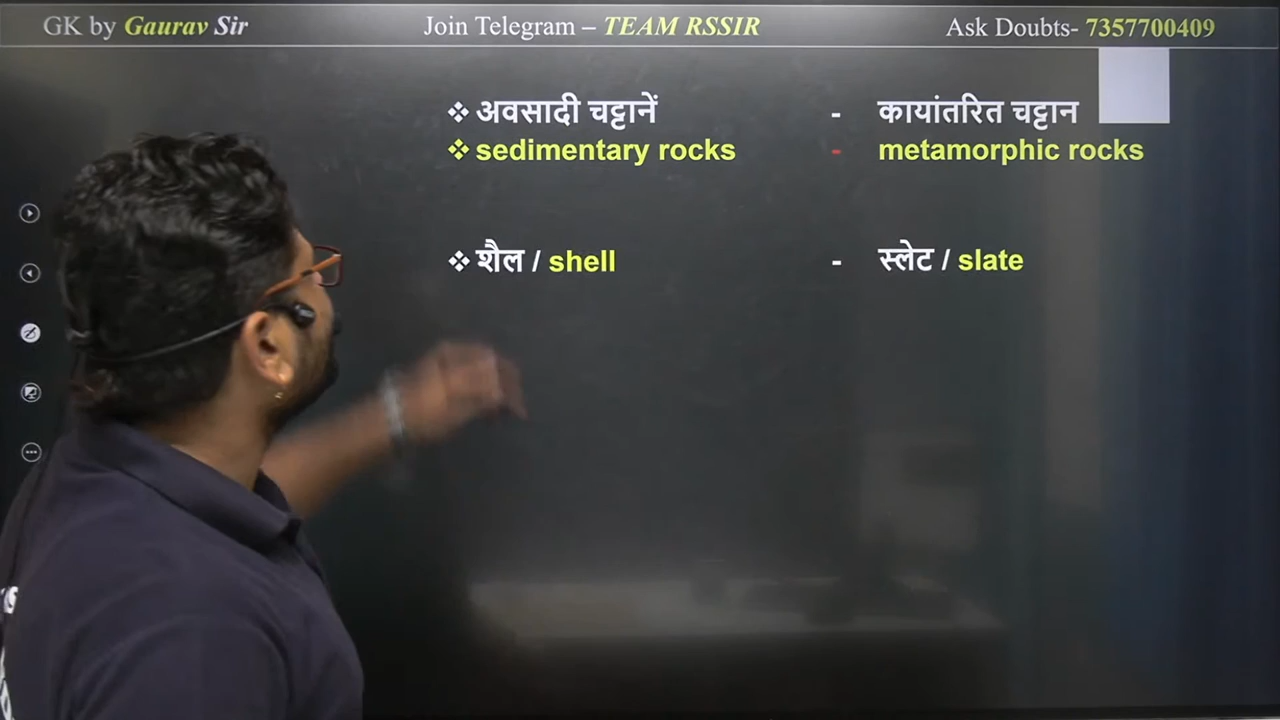 GK by Gaurav Sir Join Telegram – TEAM RSSIR Ask Doubts- 7357700409
❖ अवसादी चट्टानें - कायांतरित चट्टान
❖ sedimentary rocks - metamorphic rocks
❖ शैल / shell - स्लेट / slate